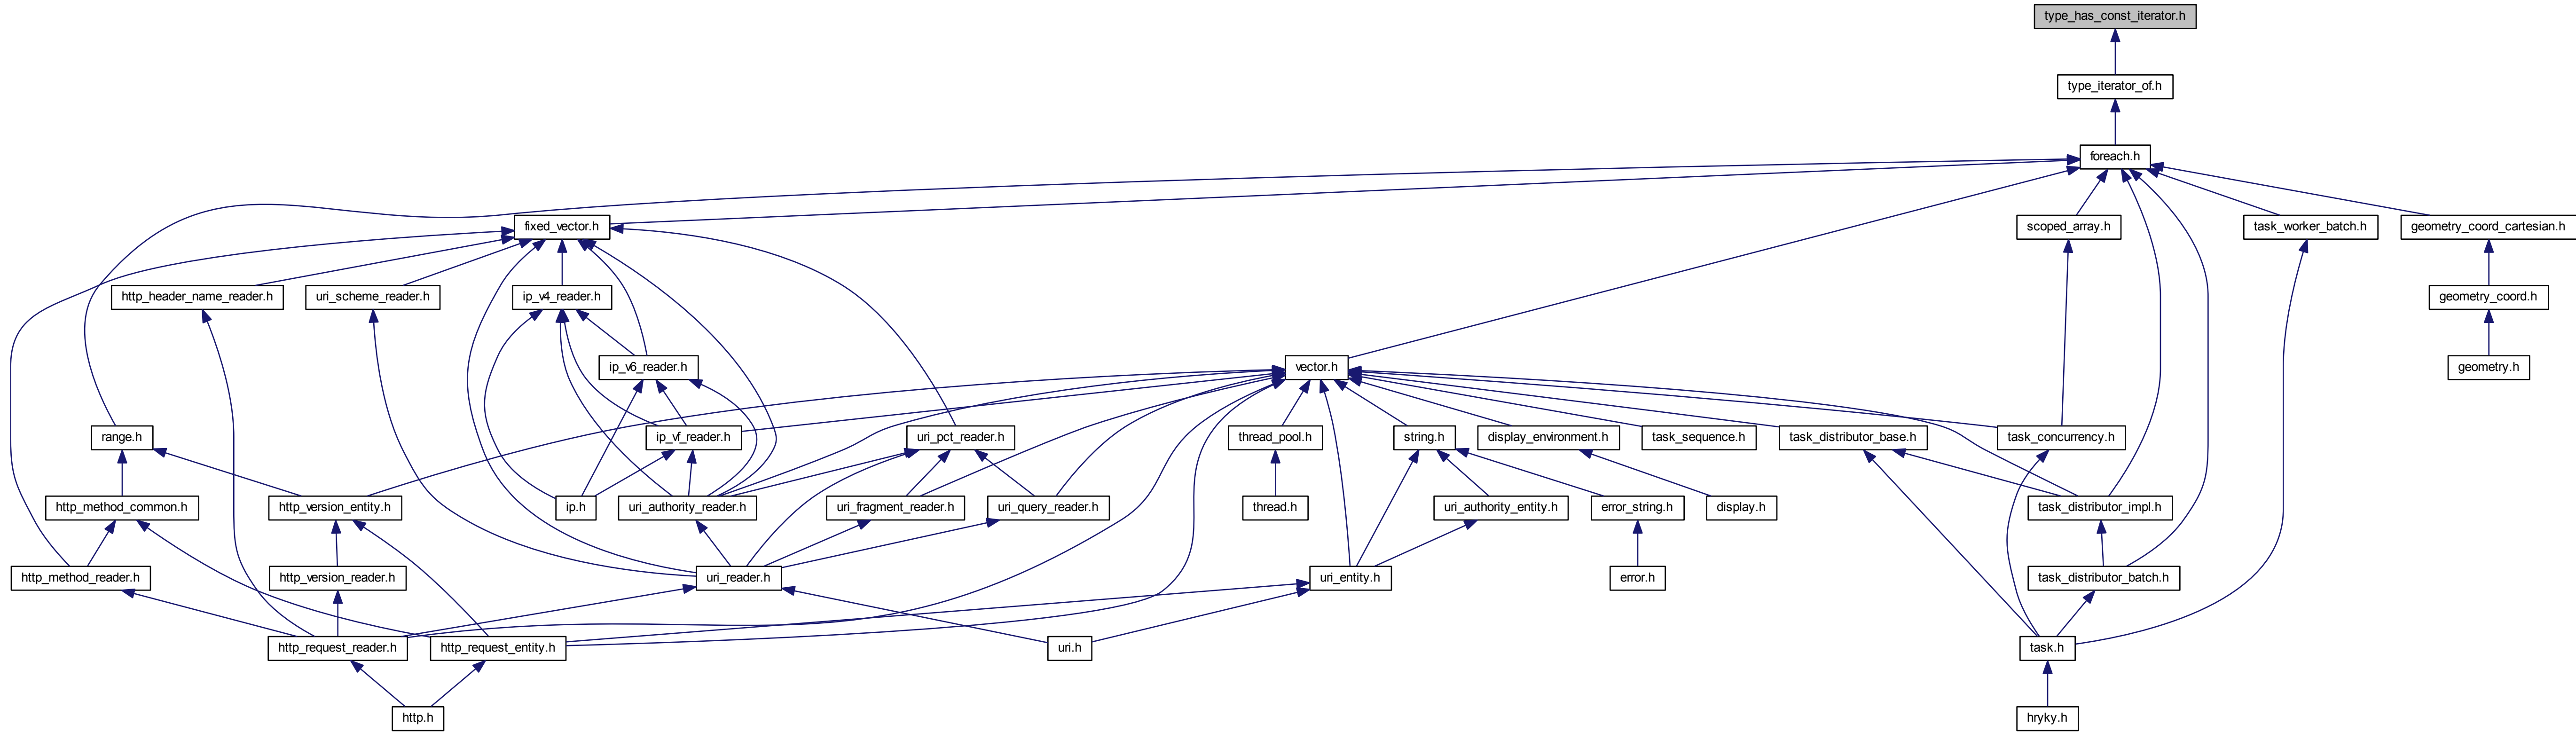 type_has_const_iterator.h
type_iterator_of.h
foreach.h
fixed_vector.h
scoped_array.h
task_worker_batch.h
geometry_coord_cartesian.h
http_header_name_reader.h
uri_scheme_reader.h
ip_v4_reader.h
geometry_coord.h
ip_v6_reader.h
vector.h
geometry.h
range.h
ip_vf_reader.h
uri_pct_reader.h
thread_pool.h
string.h
display_environment.h
task_sequence.h
task_distributor_base.h
task_concurrency.h
http_method_common.h
http_version_entity.h
ip.h
uri_authority_reader.h
uri_fragment_reader.h
uri_query_reader.h
thread.h
uri_authority_entity.h
error_string.h
display.h
task_distributor_impl.h
http_method_reader.h
http_version_reader.h
uri_reader.h
uri_entity.h
error.h
task_distributor_batch.h
http_request_reader.h
http_request_entity.h
uri.h
task.h
http.h
hryky.h